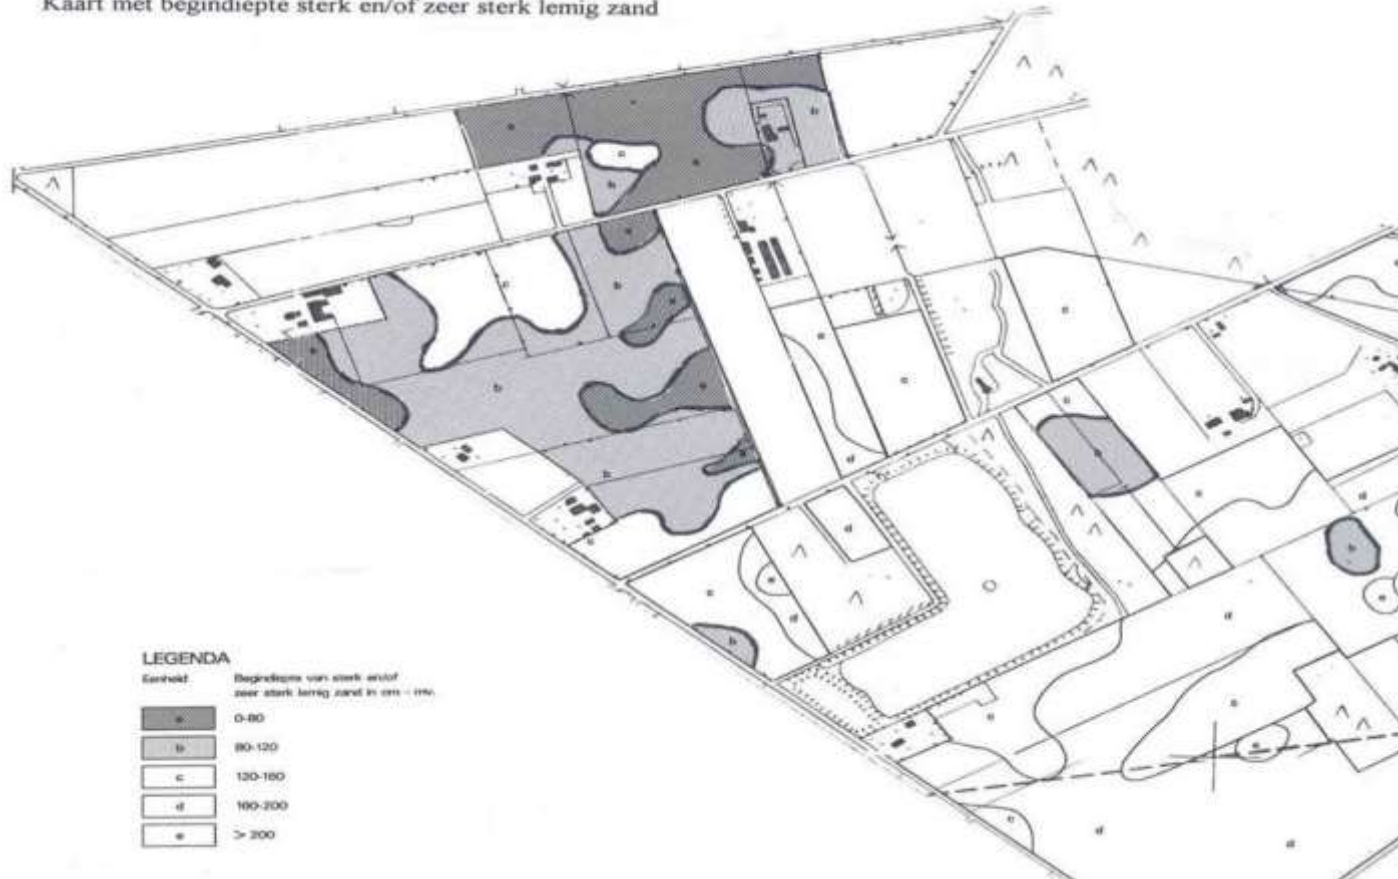 Kaart met begindiepte sterk en/of zeer sterk lemig zand
LEGENDA
Eenheid Begindiepte van sterk en/of
zeer sterk lemig zand in cm - mv.
a 0-80
b 80-120
c 120-160
d 160-200
e > 200